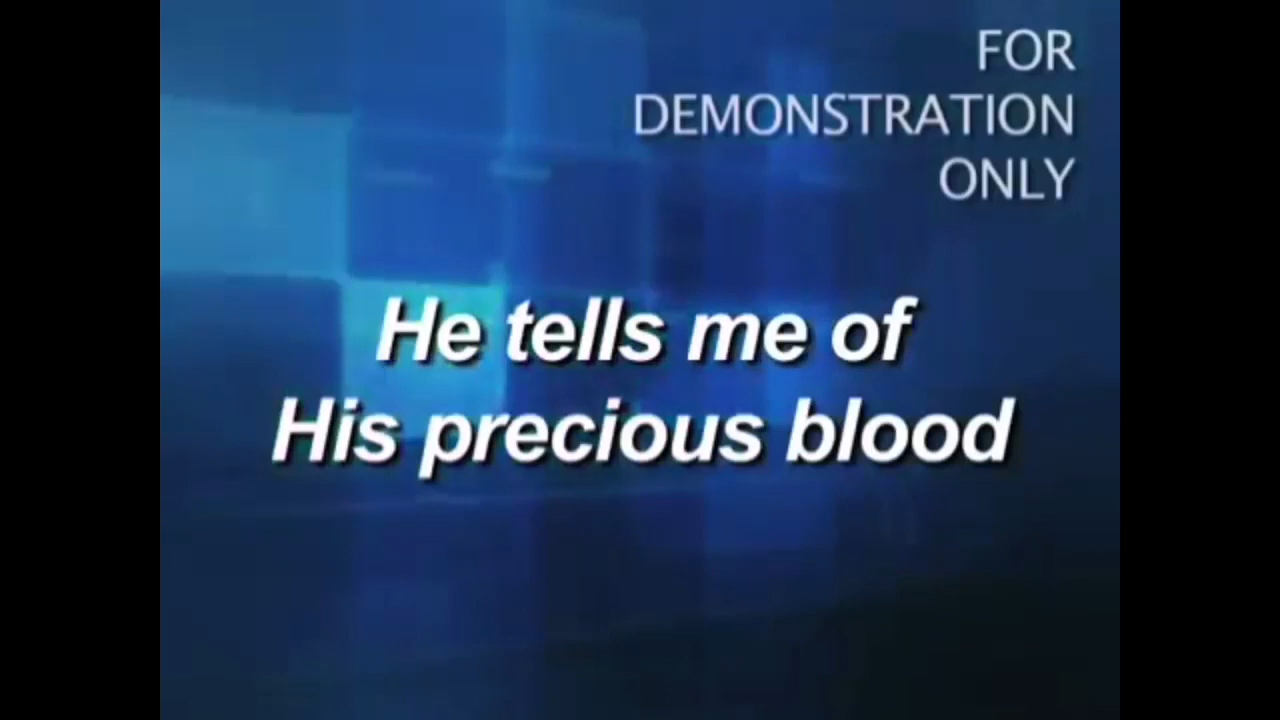 FOR
DEMONSTRATION
ONLY
He tells me of
His precious blood